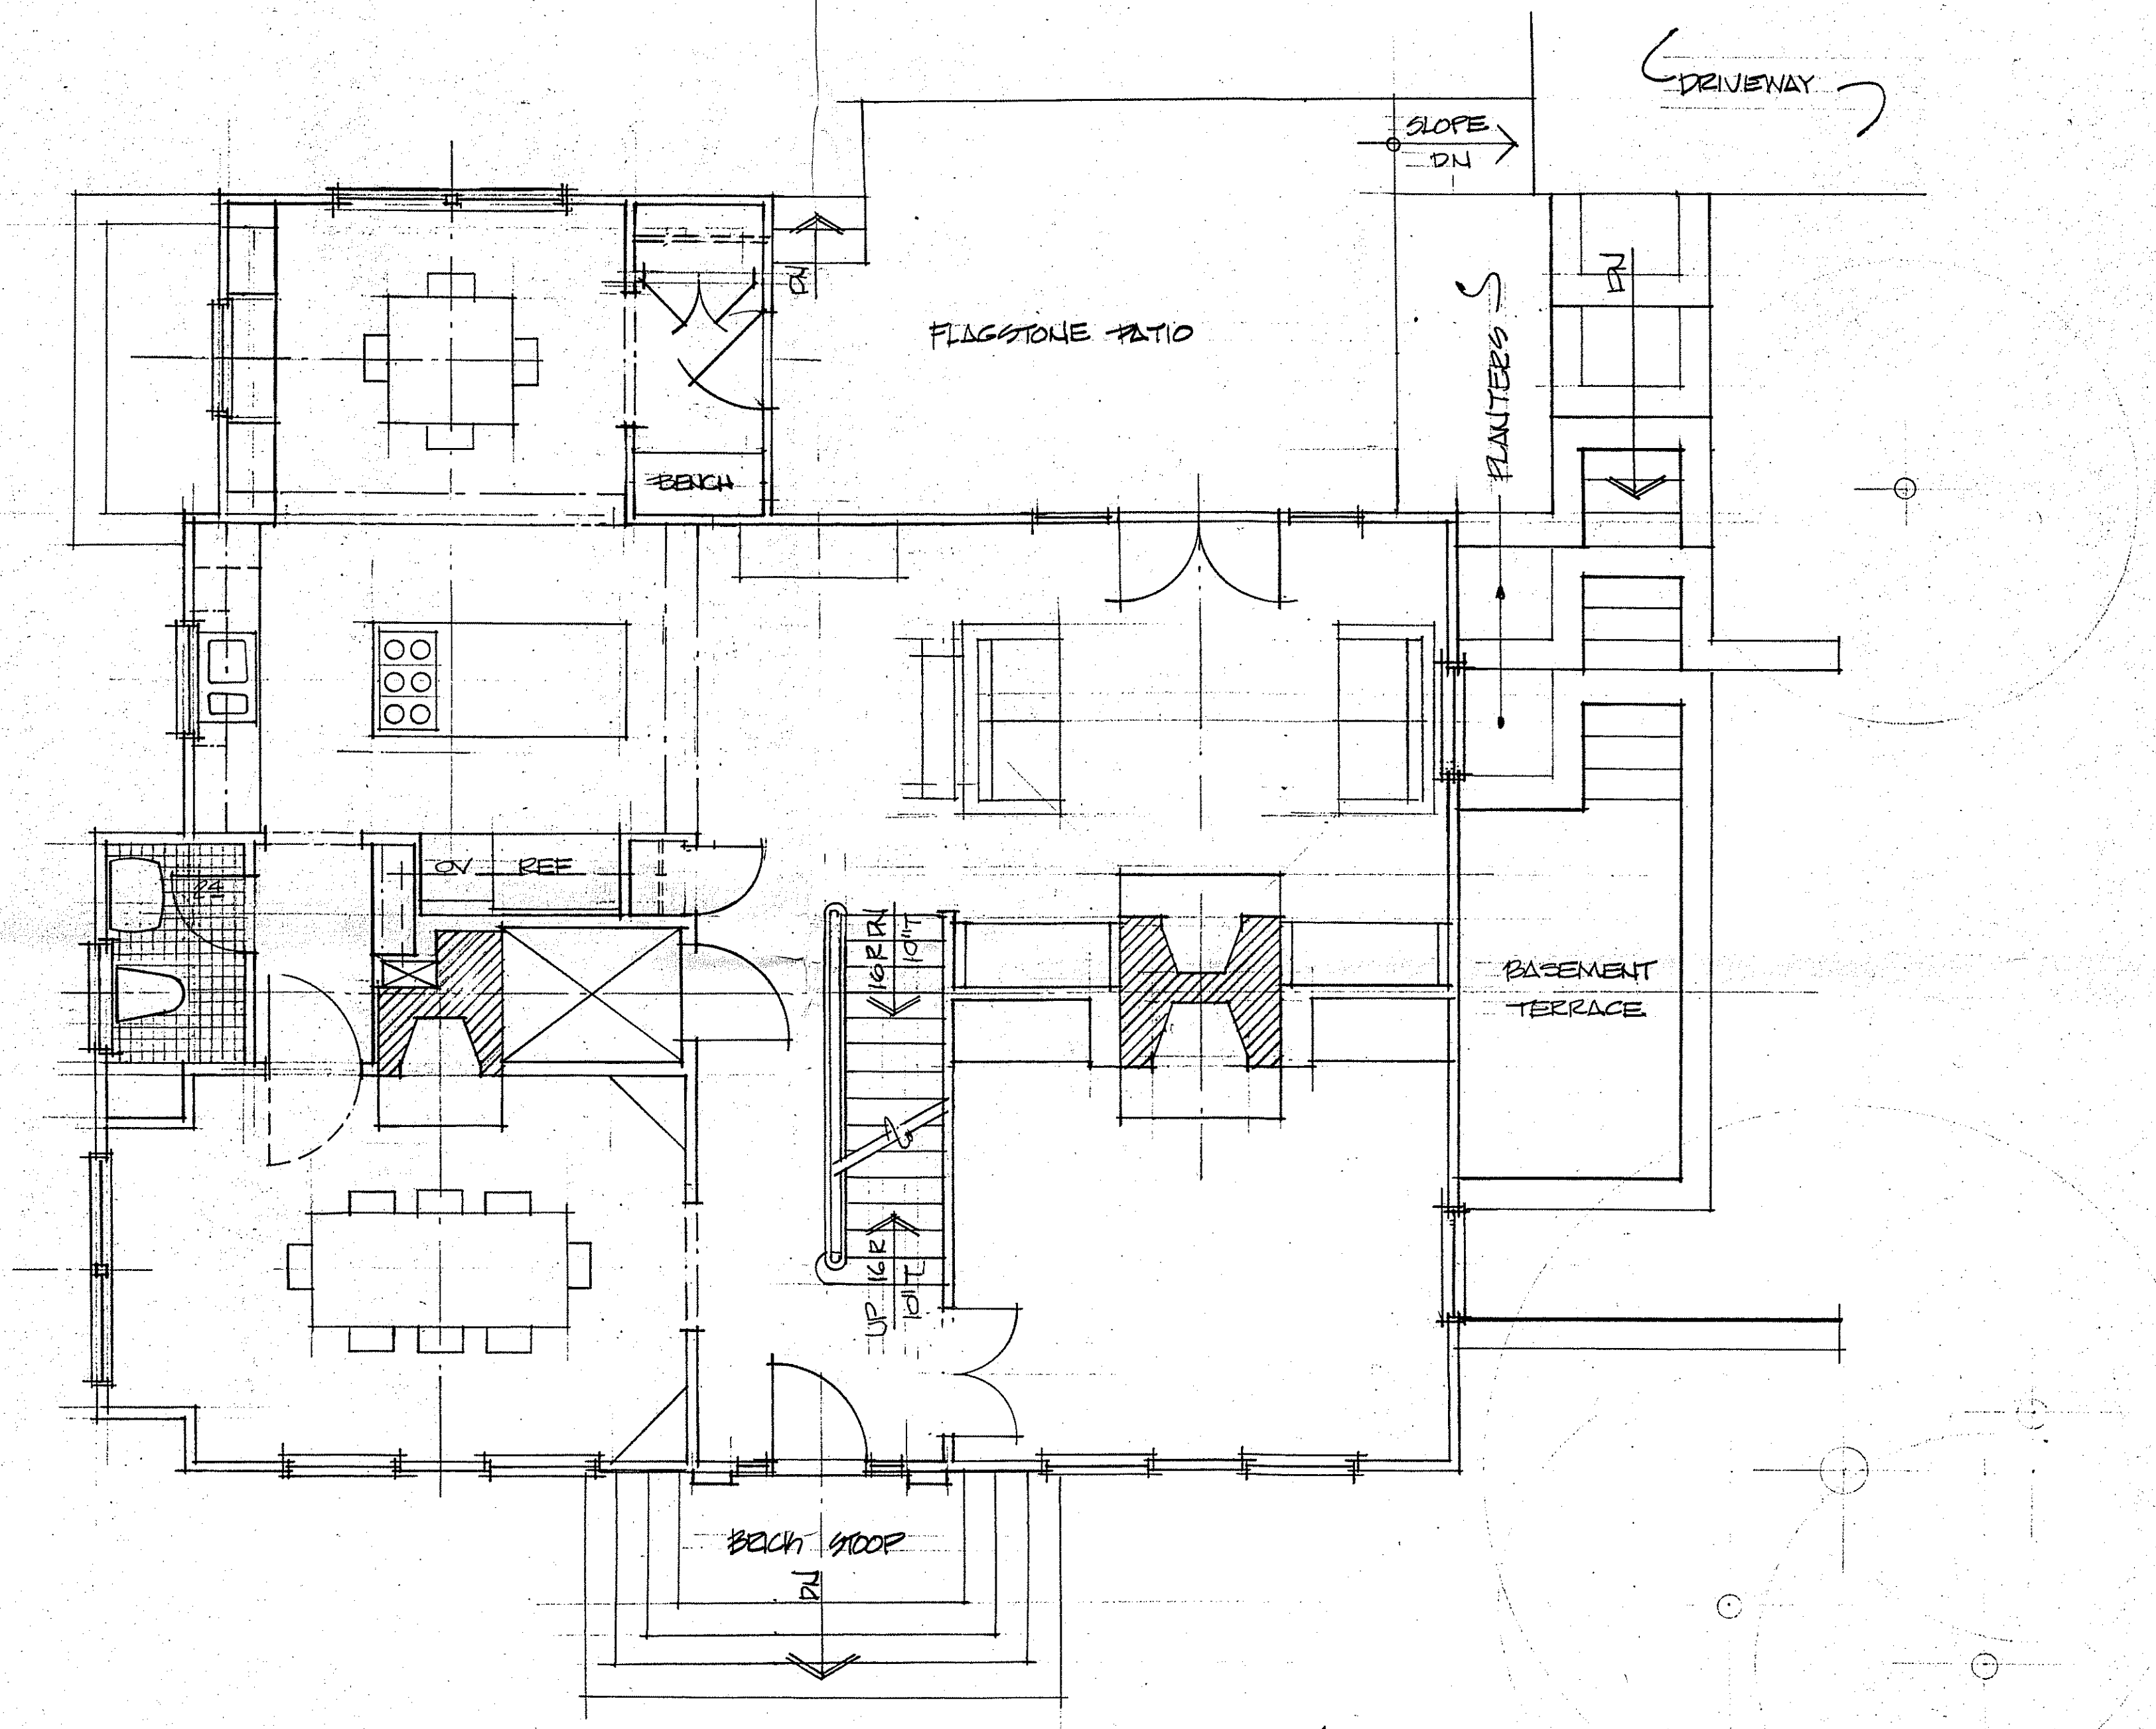 DRIVEWAY
SLOPE
DN
DN
DN
FLAGSTONE PATIO
PLANTERS
BENCH
OV
REF
24
16 R DN
10" T
BASEMENT
TERRACE
UP 16 R
10" T
BRICK STOOP
DN